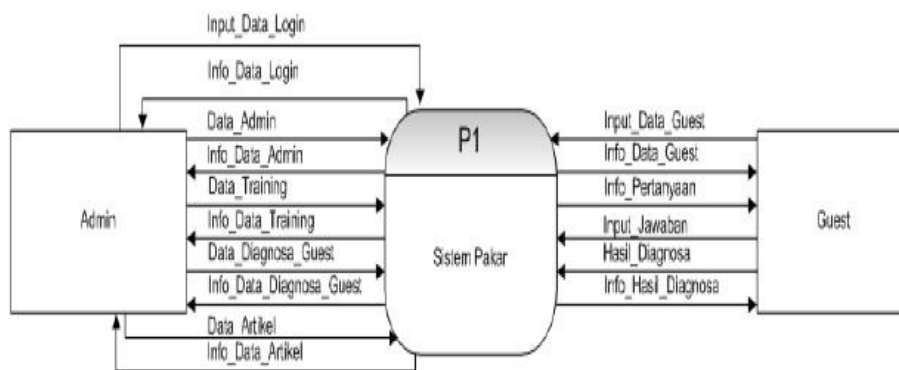 Input_Data_Login
Info_Data_Login
Data_Admin
Info_Data_Admin
Data_Training
Info_Data_Training
Data_Diagnosa_Guest
Info_Data_Diagnosa_Guest
Data_Artikel
Info_Data_Artikel
Admin
P1
Sistem Pakar
Input_Data_Guest
Info_Data_Guest
Info_Pertanyaan
Input_Jawaban
Hasil_Diagnosa
Info_Hasil_Diagnosa
Guest